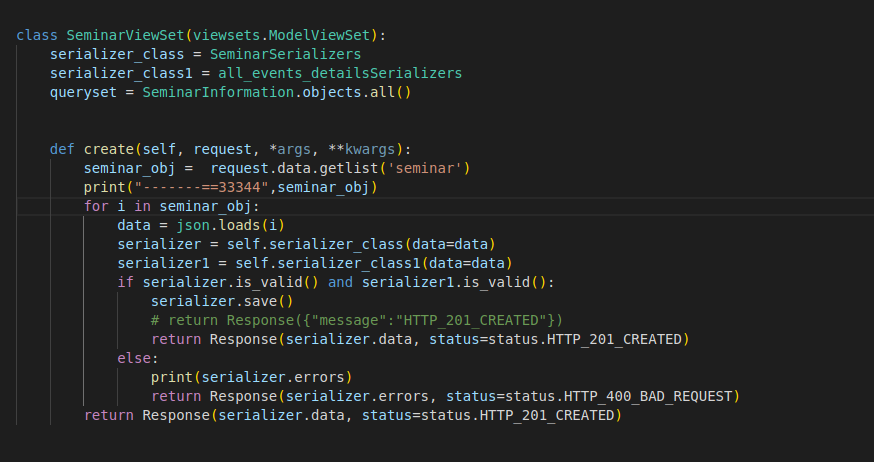 class SeminarViewSet(viewsets.ModelViewSet):
    serializer_class = SeminarSerializers
    serializer_class1 = all_events_detailsSerializers
    queryset = SeminarInformation.objects.all()
    def create(self, request, *args, **kwargs):
        seminar_obj =  request.data.getlist('seminar')
        print("-------==33344",seminar_obj)
        for i in seminar_obj:
            data = json.loads(i)
            serializer = self.serializer_class(data=data)
            serializer1 = self.serializer_class1(data=data)
            if serializer.is_valid() and serializer1.is_valid():
                serializer.save()
                # return Response({"message":"HTTP_201_CREATED"})
                return Response(serializer.data, status=status.HTTP_201_CREATED)
            else:
                print(serializer.errors)
                return Response(serializer.errors, status=status.HTTP_400_BAD_REQUEST)
        return Response(serializer.data, status=status.HTTP_201_CREATED)